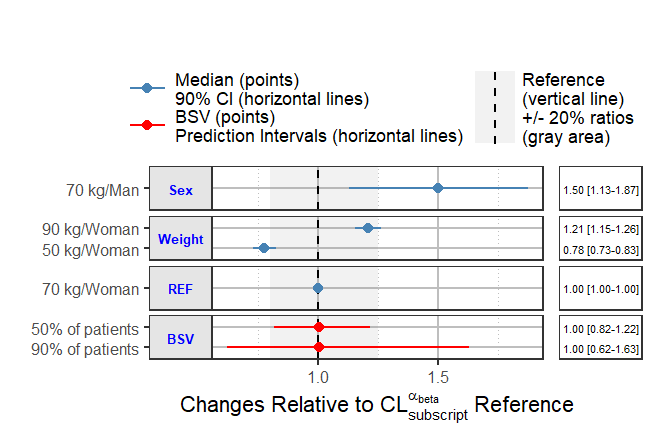 Median (points)
90% CI (horizontal lines)
BSV (points)
Prediction Intervals (horizontal lines)
Reference
(vertical line)
+/- 20% ratios
(gray area)
70 kg/Man Sex 1.50 [1.13-1.87]
90 kg/Woman 1.21 [1.15-1.26]
Weight
50 kg/Woman 0.78 [0.73-0.83]
70 kg/Woman REF 1.00 [1.00-1.00]
50% of patients 1.00 [0.82-1.22]
BSV
90% of patients 1.00 [0.62-1.63]
1.0 1.5
Changes Relative to CL αbeta subscript Reference